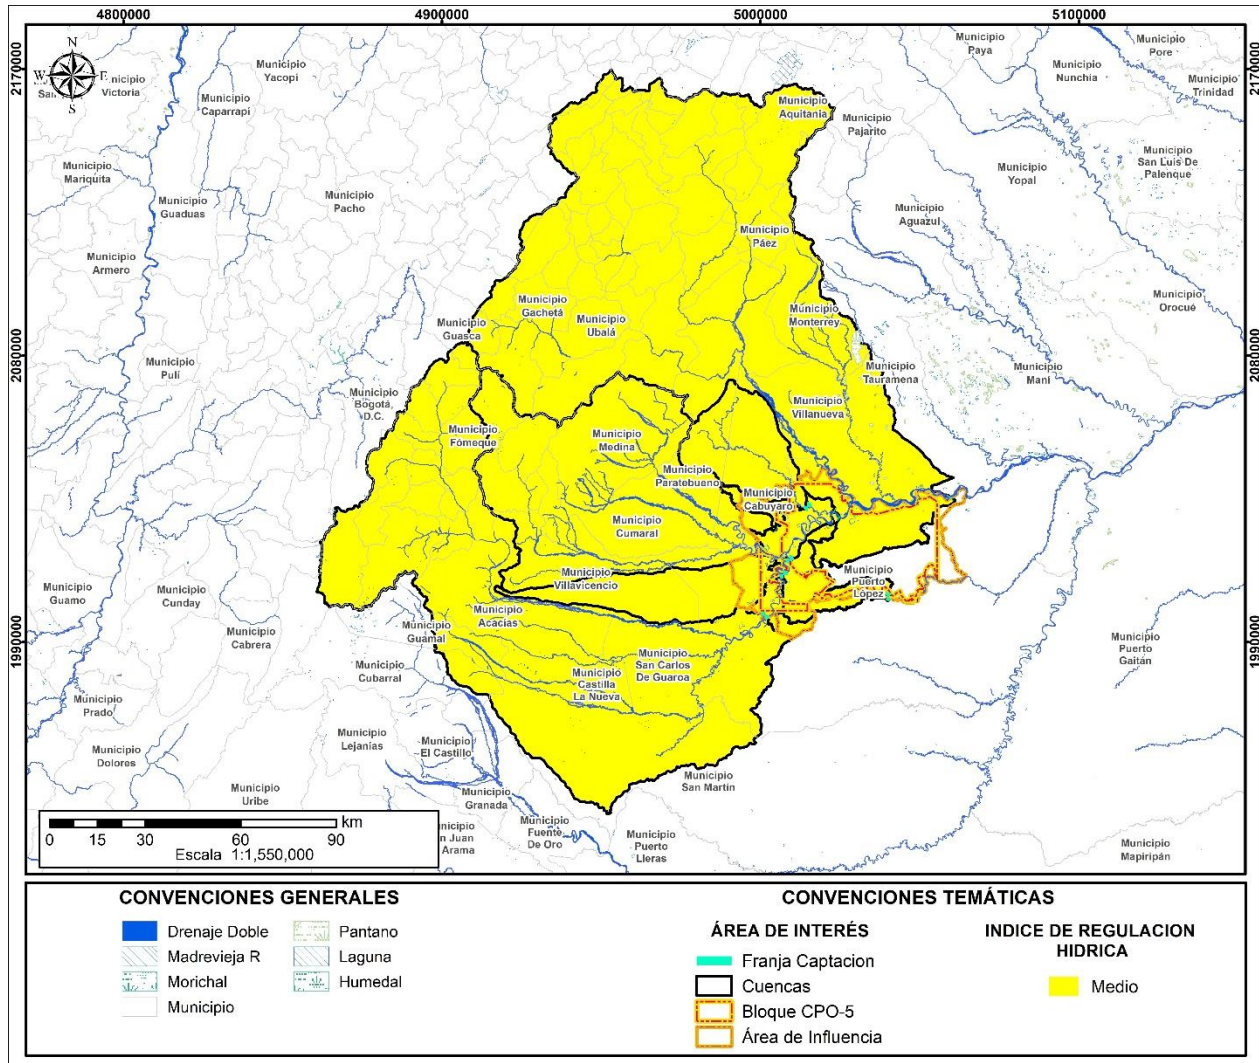 4800000
4900000
5000000
5100000
2170000
2170000
2080000
2080000
1990000
1990000
N
W
E
S
Municipio
Paya
Municipio
Pore
Municipio
Yacopi
nicipio
Victoria
Municipio
Nunchia
Municipio
Trinidad
Municipio
Caparrapí
Municipio
Aquitania
Municipio
Pajarito
Municipio
Mariquita
Municipio
San Luis De
Palenque
Municipio
Yopal
Municipio
Guaduas
Municipio
Pacho
Municipio
Aguazul
Municipio
Páez
Municipio
Armero
Municipio
Gachetá
Municipio
Ubalá
Municipio
Monterrey
Municipio
Orocué
Municipio
Guasca
Municipio
Pulí
Municipio
Tauramena
Municipio
Maní
Municipio
Bogotá,
D.C.
Municipio
Villanueva
Municipio
Fómeque
Municipio
Medina
Municipio
Paratebueno
Municipio
Cabuyaro
Municipio
Cumaral
Municipio
Villavicencio
Municipio
Puerto
López
Municipio
Guamo
Municipio
Cunday
Municipio
Acacías
Municipio
Guamal
Municipio
Cabrera
Municipio
Puerto
Gaitán
Municipio
San Carlos
De Guaroa
Municipio
Cubarral
Municipio
Castilla
La Nueva
Municipio
Prado
Municipio
Lejanías
Municipio
El Castillo
Municipio
Dolores
Municipio
San Martín
Municipio
Uribe
Municipio
Granada
Municipio
Fuente
De Oro
Municipio
Puerto
Lleras
nicipio
n Juan
Arama
Municipio
Mapiripán
km
0 15 30 60 90
Escala 1:1,550,000
CONVENCIONES GENERALES
Drenaje Doble
Madrevieja R
Morichal
Municipio
Pantano
Laguna
Humedal
CONVENCIONES TEMÁTICAS
ÁREA DE INTERÉS
Franja Captacion
Cuencas
Bloque CPO-5
Área de Influencia
INDICE DE REGULACION
HIDRICA
Medio